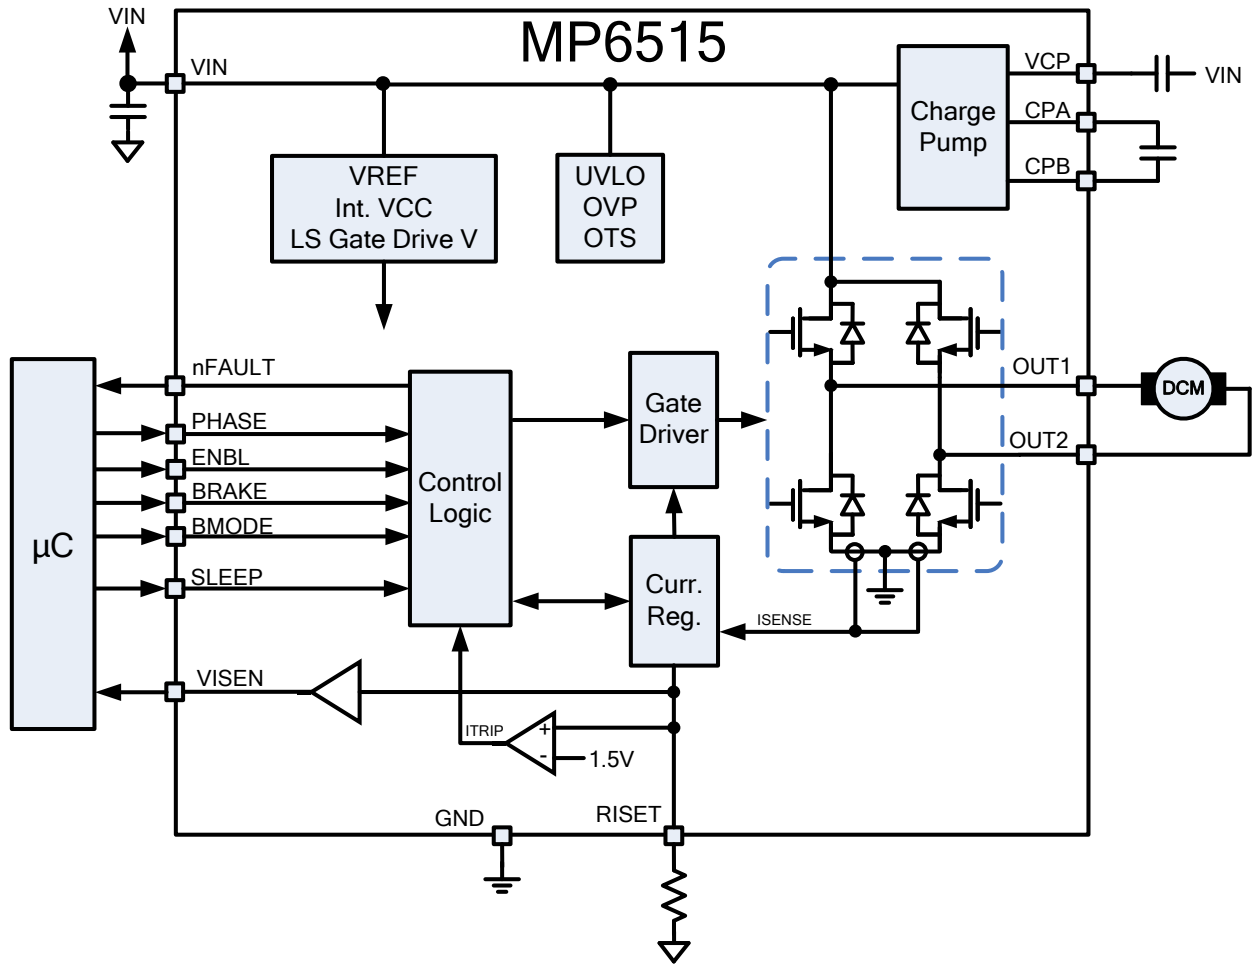 VIN
MP6515
VIN
VCP
VIN
Charge
Pump
CPA
CPB
VREF
Int. VCC
LS Gate Drive V
UVLO
OVP
OTS
nFAULT
PHASE
ENBL
BRAKE
BMODE
SLEEP
µC
Control
Logic
Gate
Driver
OUT1
DCM
OUT2
Curr.
Reg.
ISENSE
VISEN
ITRIP
+
-
1.5V
GND
RISET